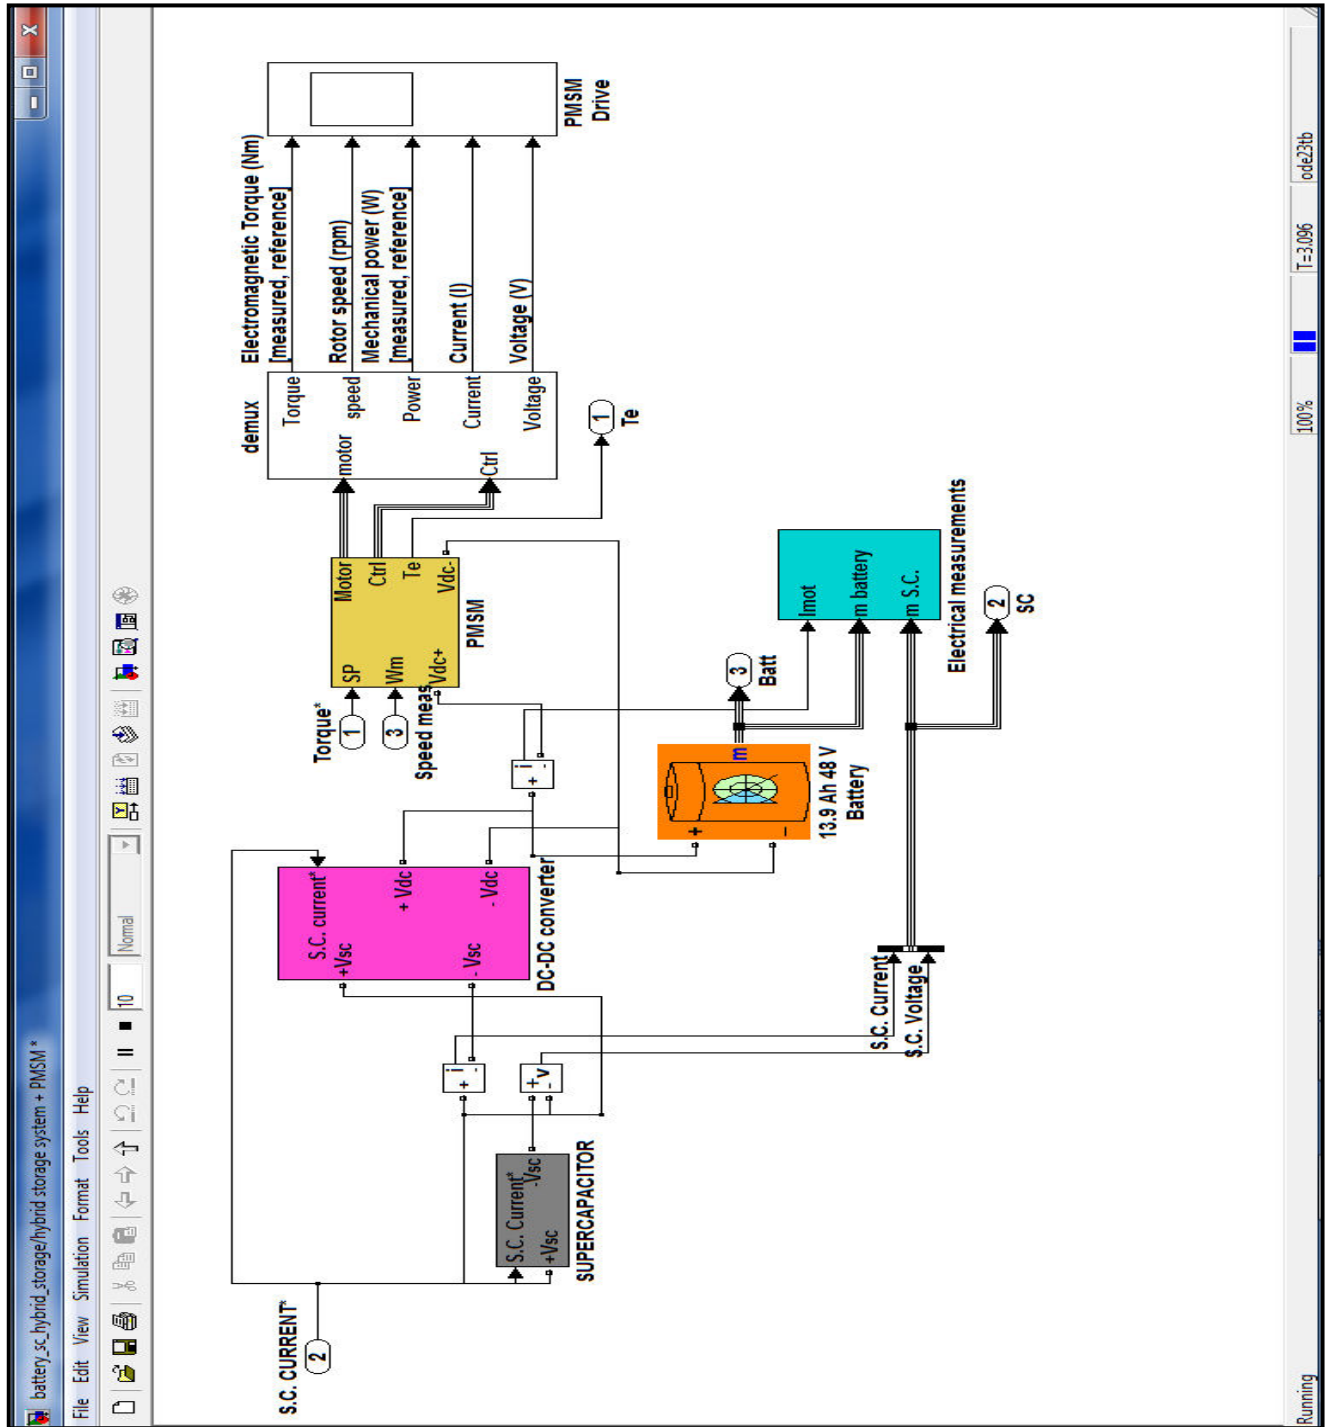 battery_sc_hybrid_storage/hybrid storage system + PMSM *
File Edit View Simulation Format Tools Help
10
Normal
S.C. CURRENT*
2
S.C. Current*
+Vsc
-Vsc
SUPERCAPACITOR
+ i
-
+ v
-
S.C. current*
+Vsc
- Vsc
+ Vdc
- Vdc
DC-DC converter
+ i
-
Torque*
1
3
Speed meas
SP
Wm
Vdc+
Motor
Ctrl
Te
Vdc-
PMSM
demux
motor
Ctrl
Torque
speed
Power
Current
Voltage
Electromagnetic Torque (Nm)
[measured, reference]
Rotor speed (rpm)
Mechanical power (W)
[measured, reference]
Current (I)
Voltage (V)
PMSM
Drive
1
Te
+
-
m
13.9 Ah 48 V
Battery
3
Batt
Imot
m battery
m S.C.
Electrical measurements
S.C. Current
S.C. Voltage
2
SC
Running
100%
T=3.096
ode23tb